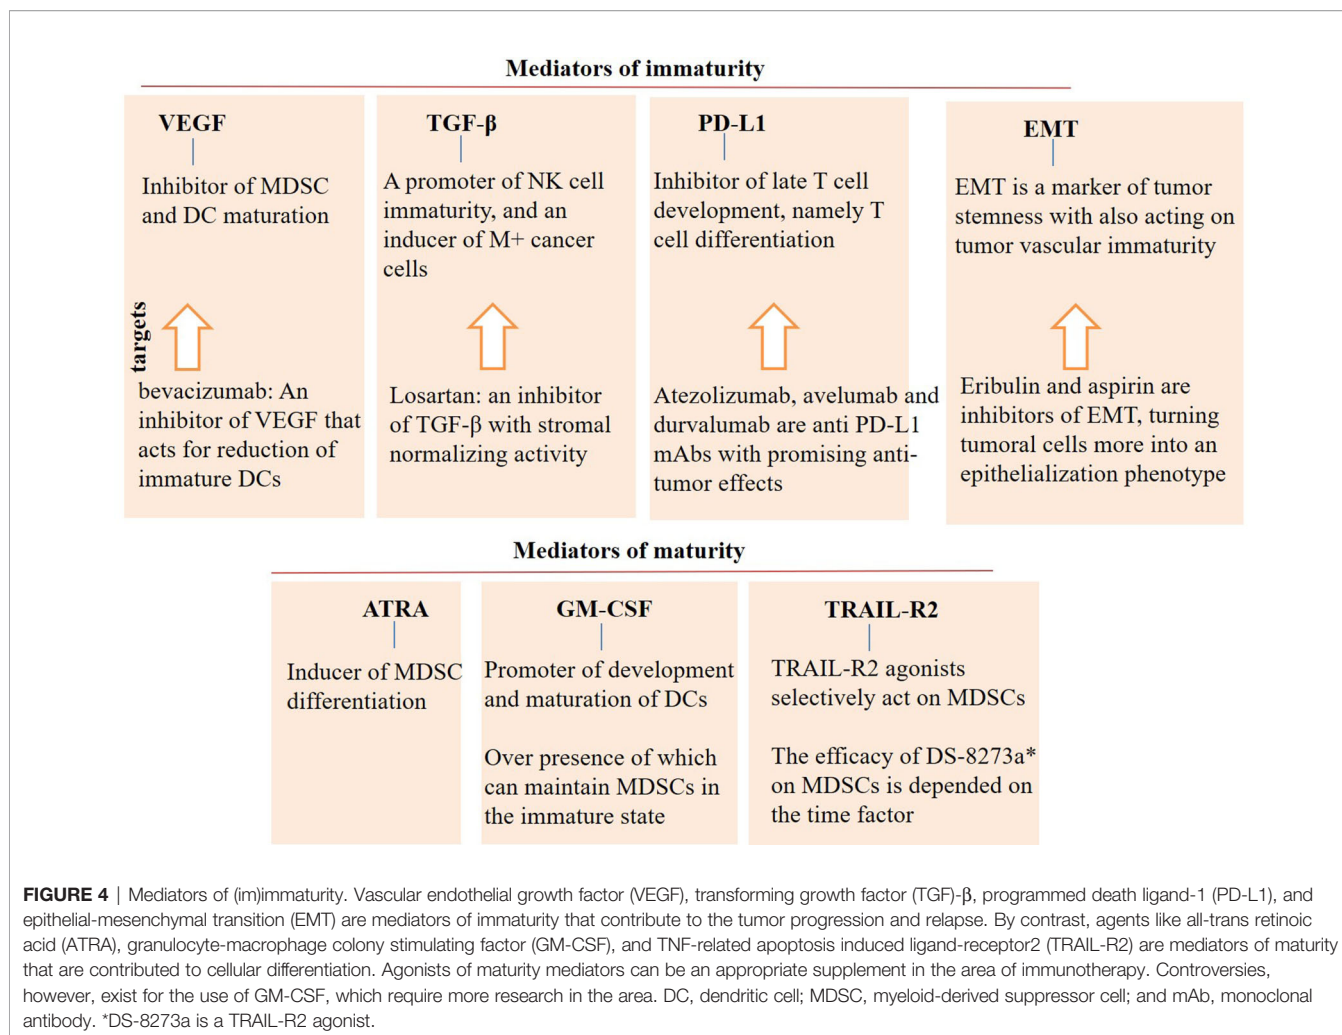 Mediators of immaturity
VEGF
Inhibitor of MDSC
and DC maturation
targets
bevacizumab: An
inhibitor of VEGF that
acts for reduction of
immature DCs
TGF-β
A promoter of NK cell
immaturity, and an
inducer of M+ cancer
cells
Losartan: an inhibitor
of TGF-β with stromal
normalizing activity
PD-L1
Inhibitor of late T cell
development, namely T
cell differentiation
Atezolizumab, avelumab and
durvalumab are anti PD-L1
mAbs with promising anti-
tumor effects
EMT
EMT is a marker of tumor
stemness with also acting on
tumor vascular immaturity
Eribulin and aspirin are
inhibitors of EMT, turning
tumoral cells more into an
epithelialization phenotype
Mediators of maturity
ATRA
Inducer of MDSC
differentiation
GM-CSF
Promoter of development
and maturation of DCs
Over presence of which
can maintain MDSCs in
the immature state
TRAIL-R2
TRAIL-R2 agonists
selectively act on MDSCs
The efficacy of DS-8273a*
on MDSCs is depended on
the time factor
FIGURE 4 | Mediators of (im)immaturity. Vascular endothelial growth factor (VEGF), transforming growth factor (TGF)-β, programmed death ligand-1 (PD-L1), and
epithelial-mesenchymal transition (EMT) are mediators of immaturity that contribute to the tumor progression and relapse. By contrast, agents like all-trans retinoic
acid (ATRA), granulocyte-macrophage colony stimulating factor (GM-CSF), and TNF-related apoptosis induced ligand-receptor2 (TRAIL-R2) are mediators of maturity
that are contributed to cellular differentiation. Agonists of maturity mediators can be an appropriate supplement in the area of immunotherapy. Controversies,
however, exist for the use of GM-CSF, which require more research in the area. DC, dendritic cell; MDSC, myeloid-derived suppressor cell; and mAb, monoclonal
antibody. *DS-8273a is a TRAIL-R2 agonist.